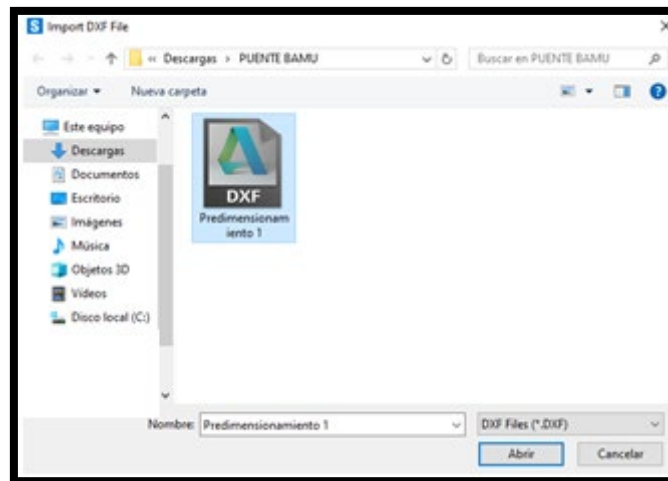 Import DXF File
« Descargas > PUENTE BAMU
Buscar en PUENTE BAMU
Organizar
Nueva carpeta
Este equipo
Descargas
Documentos
Escritorio
Imágenes
Música
Objetos 3D
Vídeos
Disco local (C:)
DXF
Predimensionam
iento 1
Nombre: Predimensionamiento 1
DXF Files (*.DXF)
Abrir
Cancelar